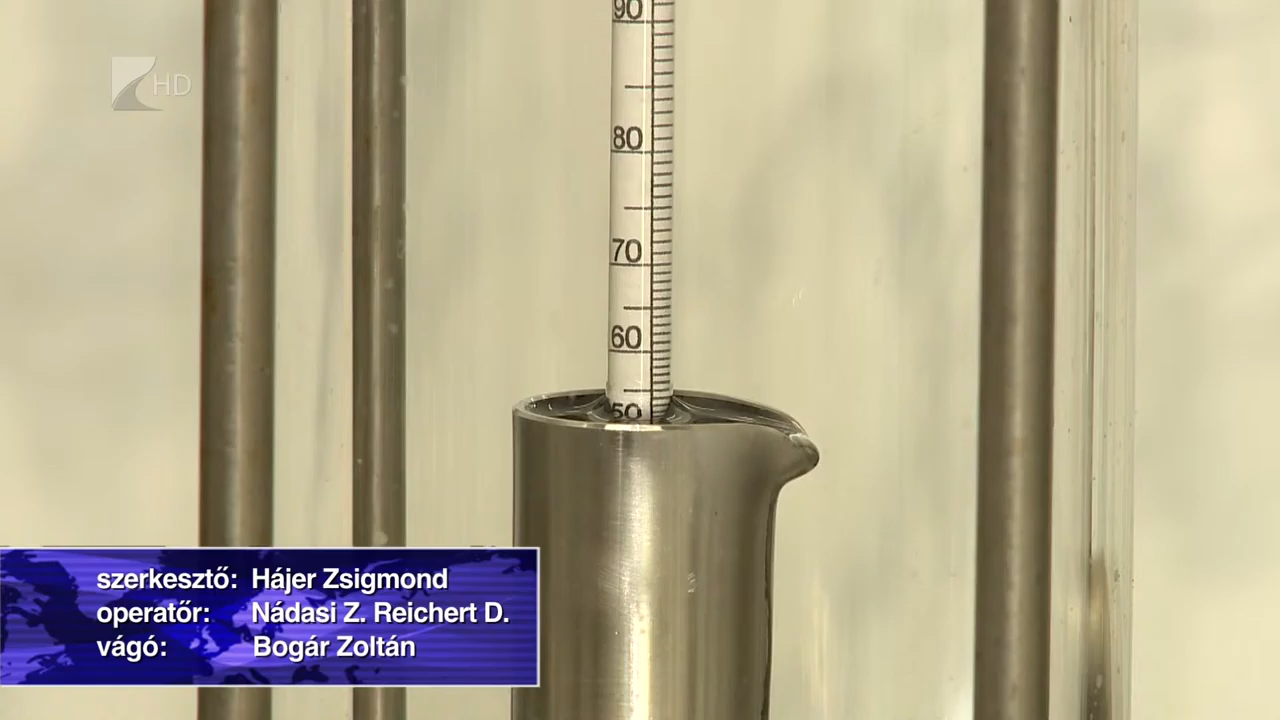 HD
90
80
70
60
50
szerkesztő: Hájer Zsigmond
operatőr: Nádasi Z. Reichert D.
vágó: Bogár Zoltán